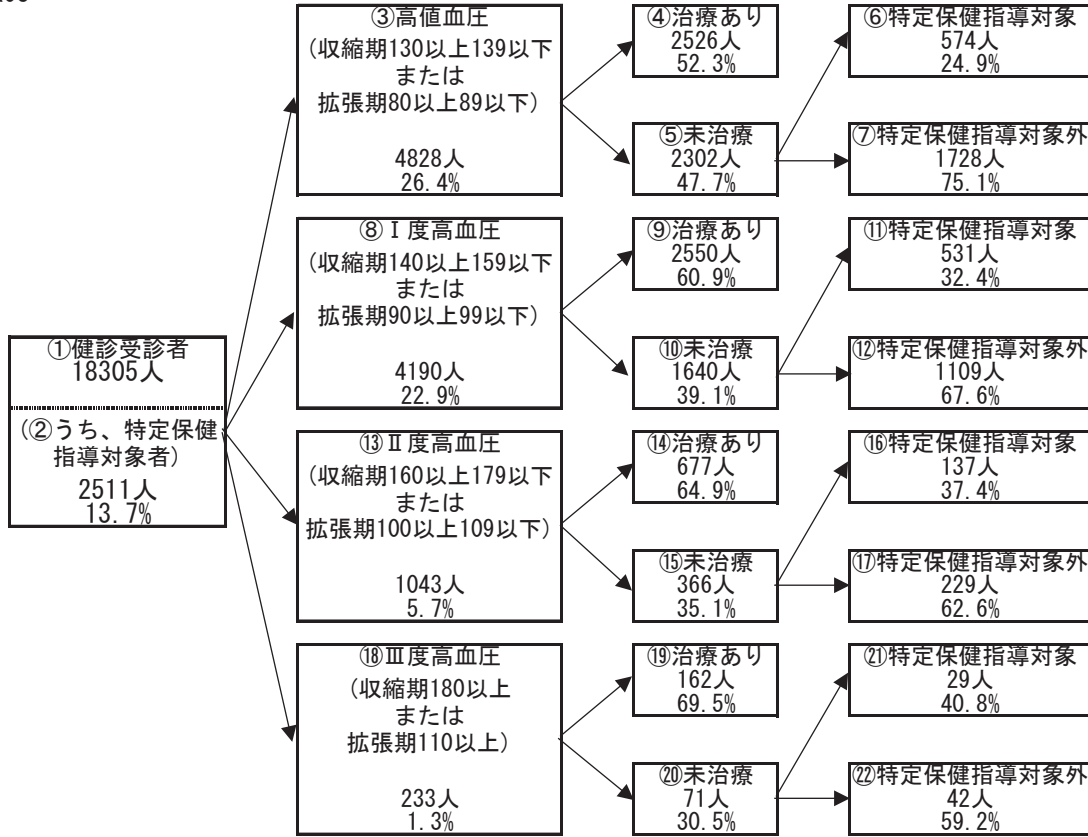 ①健診受診者
18305人
(②うち、特定保健
指導対象者)
2511人
13.7%
③高値血圧
(収縮期130以上139以下
または
拡張期80以上89以下)
4828人
26.4%
④治療あり
2526人
52.3%
⑤未治療
2302人
47.7%
⑥特定保健指導対象
574人
24.9%
⑦特定保健指導対象外
1728人
75.1%
⑧Ⅰ度高血圧
(収縮期140以上159以下
または
拡張期90以上99以下)
4190人
22.9%
⑨治療あり
2550人
60.9%
⑩未治療
1640人
39.1%
⑪特定保健指導対象
531人
32.4%
⑫特定保健指導対象外
1109人
67.6%
⑬Ⅱ度高血圧
(収縮期160以上179以下
または
拡張期100以上109以下)
1043人
5.7%
⑭治療あり
677人
64.9%
⑮未治療
366人
35.1%
⑯特定保健指導対象
137人
37.4%
⑰特定保健指導対象外
229人
62.6%
⑱Ⅲ度高血圧
(収縮期180以上
または
拡張期110以上)
233人
1.3%
⑲治療あり
162人
69.5%
⑳未治療
71人
30.5%
㉑特定保健指導対象
29人
40.8%
㉒特定保健指導対象外
42人
59.2%